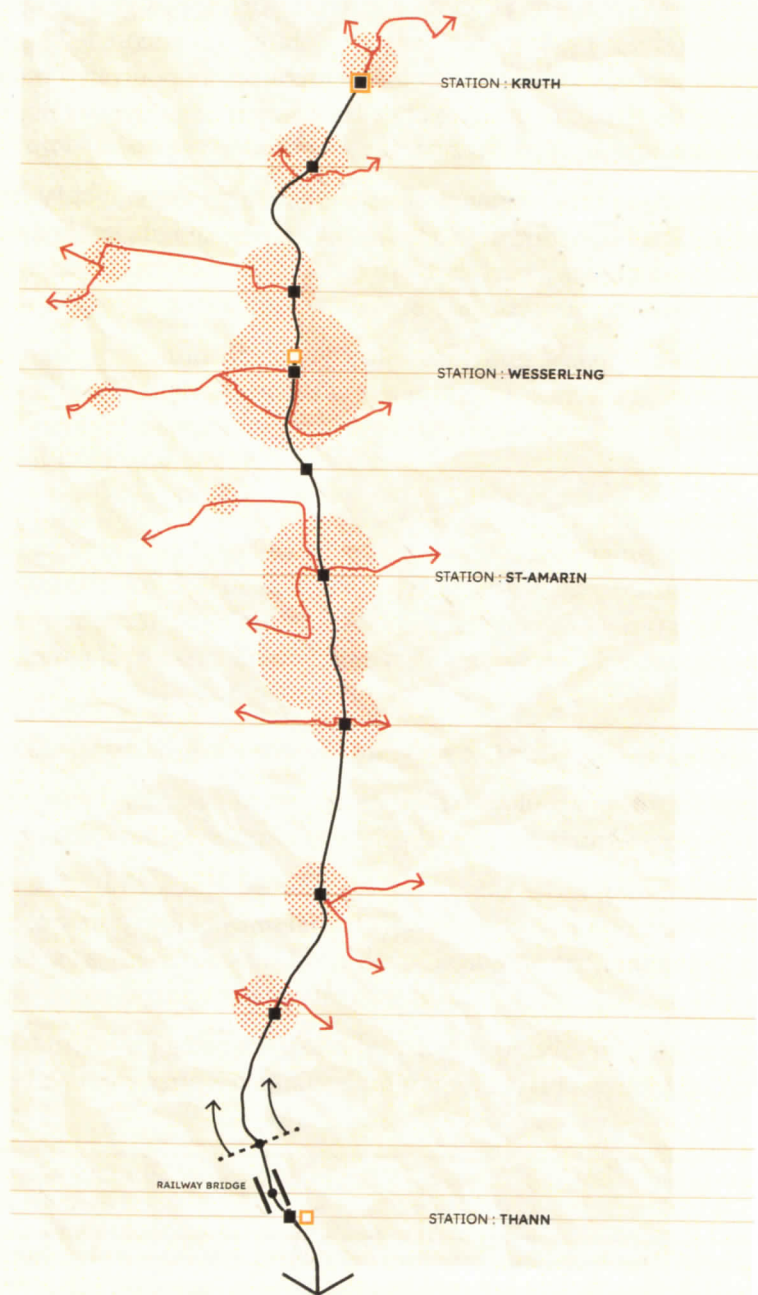 STATION : KRUTH
STATION : WESSERLING
STATION : ST-AMARIN
RAILWAY BRIDGE
STATION : THANN